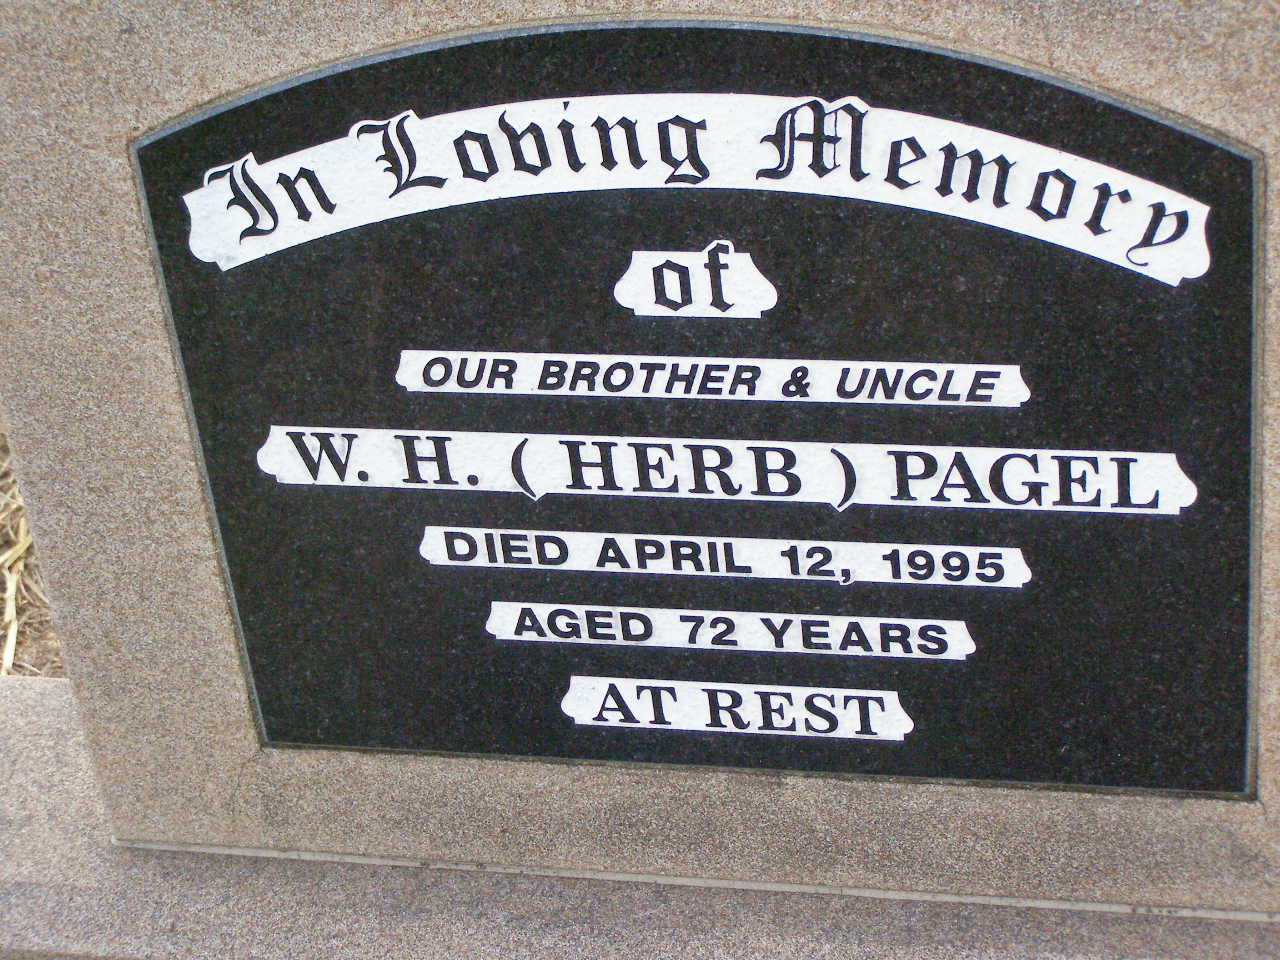 In Loving Memory
of
OUR BROTHER & UNCLE
W. H. (HERB) PAGEL
DIED APRIL 12, 1995
AGED 72 YEARS
AT REST